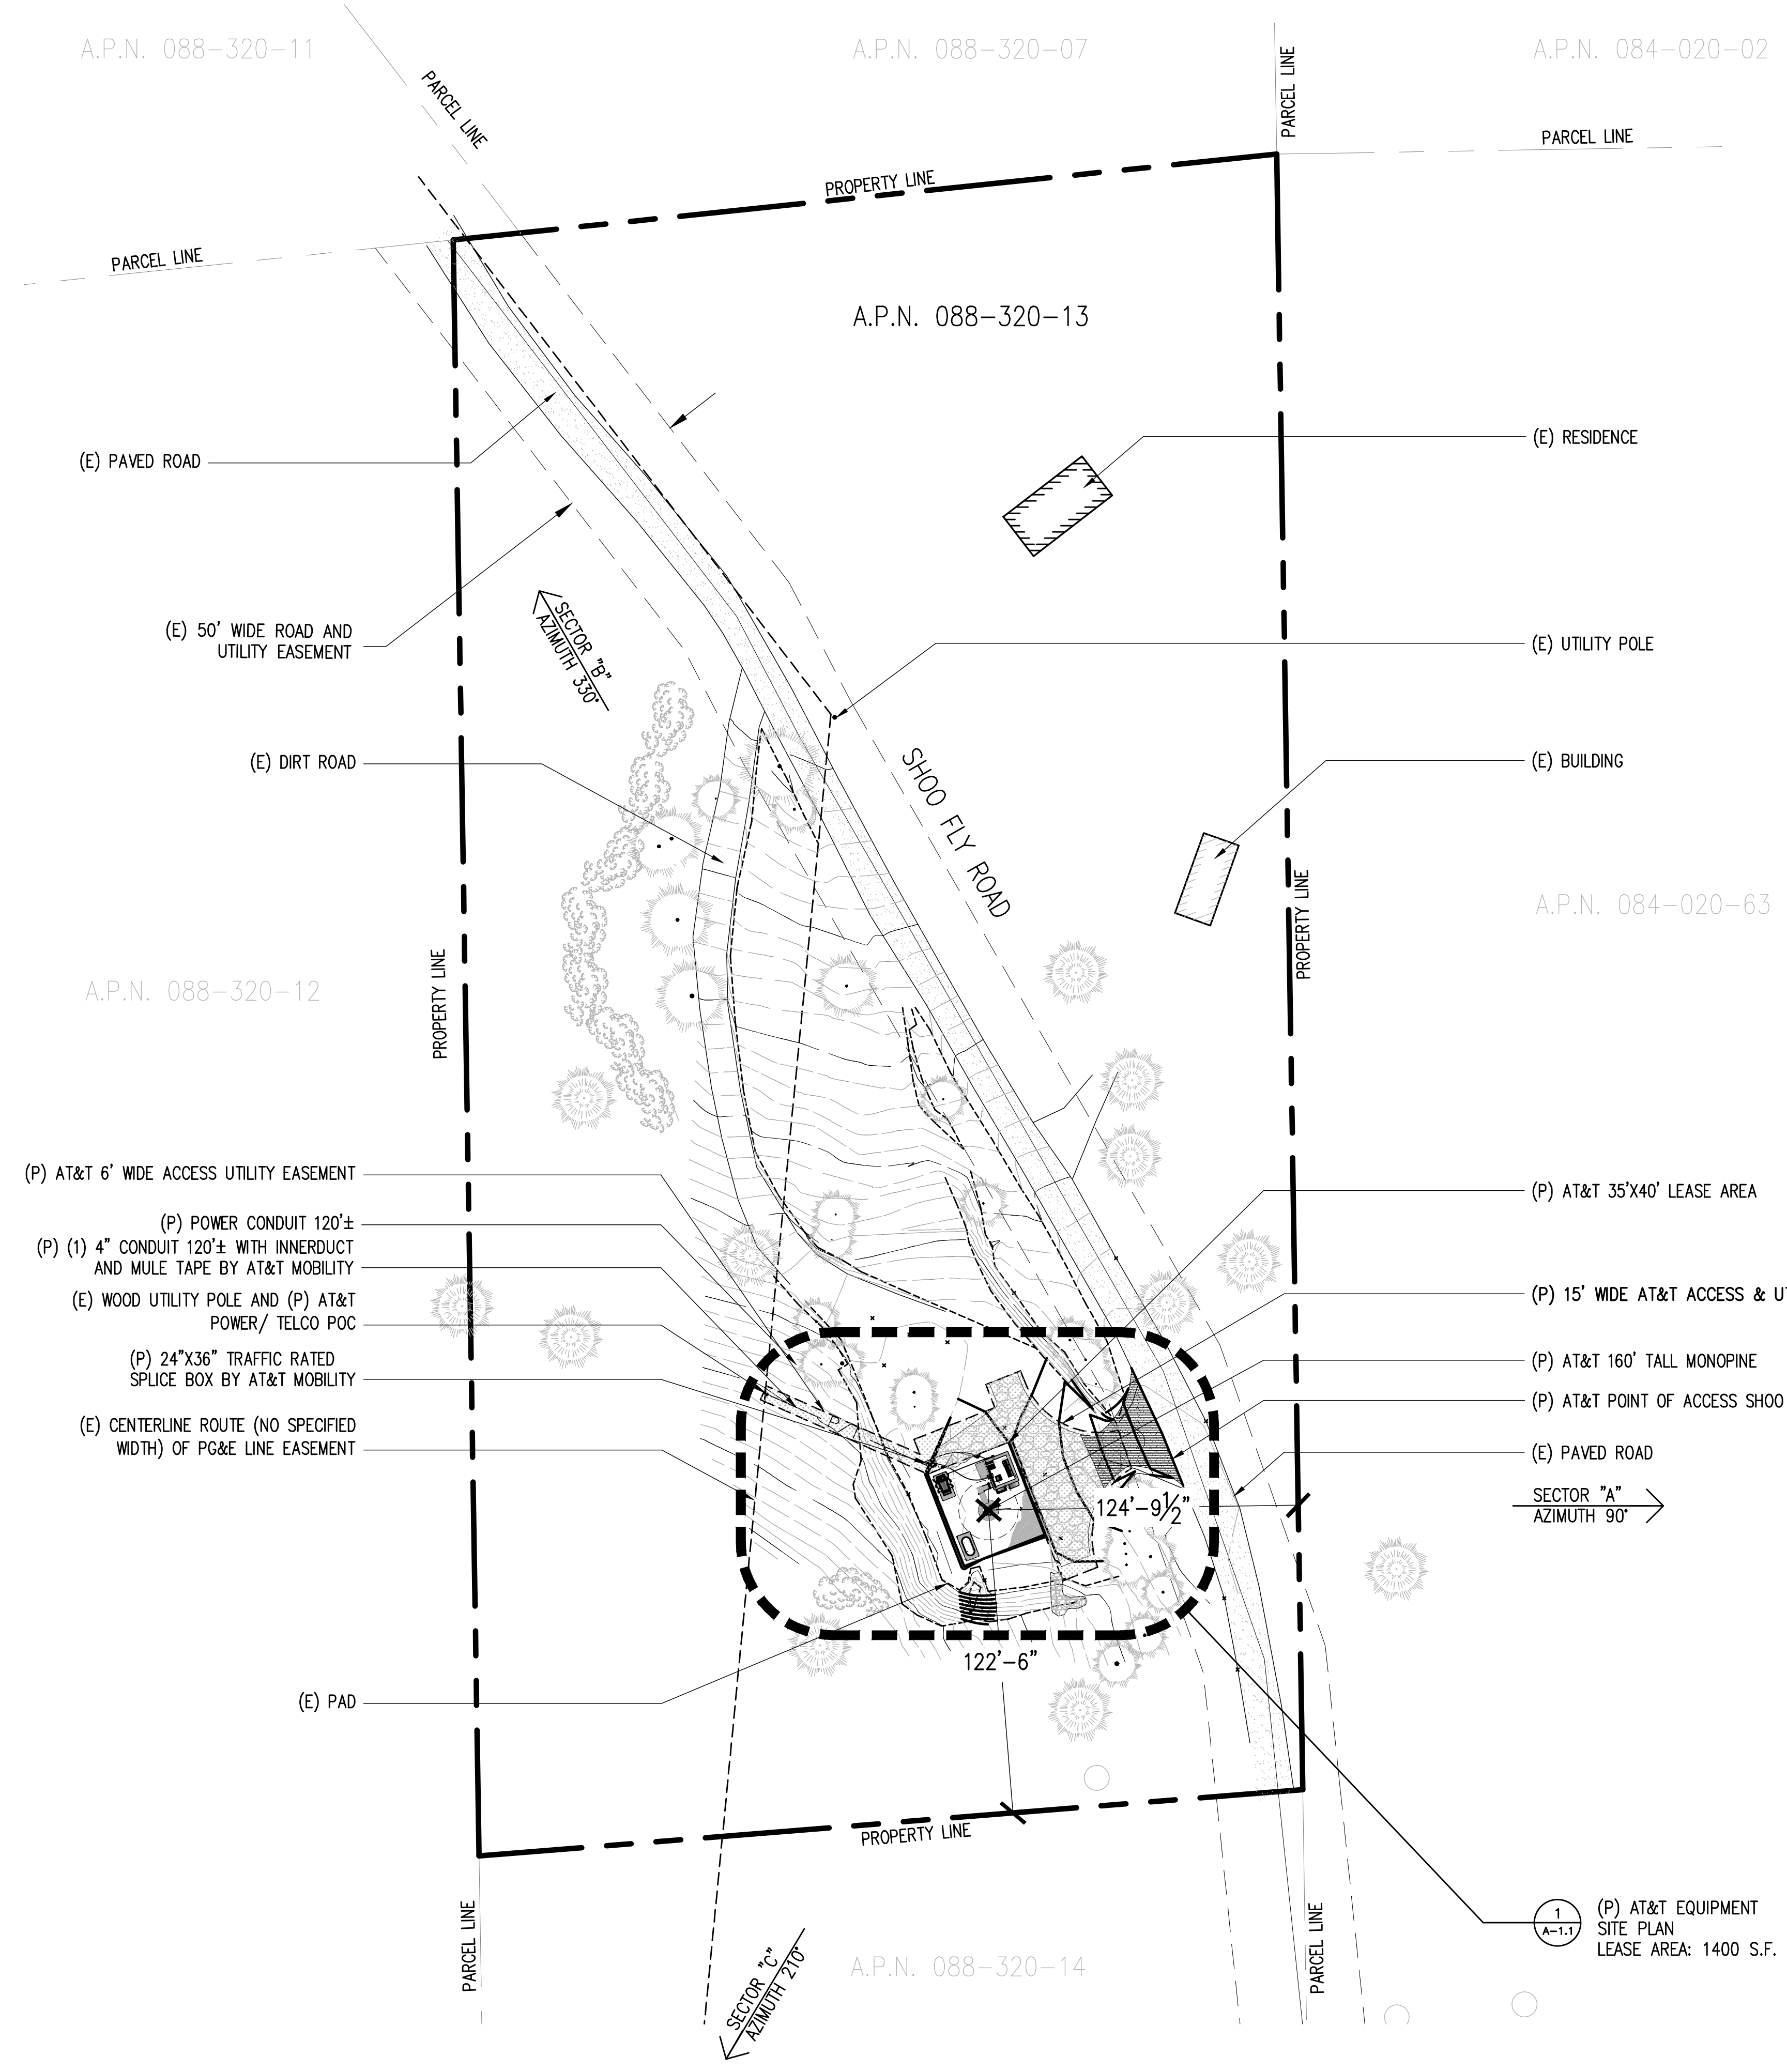 A.P.N. 088-320-11
A.P.N. 088-320-07
A.P.N. 084-020-02
PARCEL LINE
PARCEL LINE
PARCEL LINE
PROPERTY LINE
PARCEL LINE
A.P.N. 088-320-13
(E) PAVED ROAD
(E) RESIDENCE
(E) 50' WIDE ROAD AND
UTILITY EASEMENT
SECTOR "B"
AZIMUTH 330°
(E) UTILITY POLE
(E) DIRT ROAD
SHOO FLY ROAD
(E) BUILDING
PROPERTY LINE
A.P.N. 084-020-63
A.P.N. 088-320-12
PROPERTY LINE
(P) AT&T 6' WIDE ACCESS UTILITY EASEMENT
(P) POWER CONDUIT 120'±
(P) (1) 4" CONDUIT 120'± WITH INNERDUCT
AND MULE TAPE BY AT&T MOBILITY
(E) WOOD UTILITY POLE AND (P) AT&T
POWER/ TELCO POC
(P) 24"X36" TRAFFIC RATED
SPLICE BOX BY AT&T MOBILITY
(E) CENTERLINE ROUTE (NO SPECIFIED
WIDTH) OF PG&E LINE EASEMENT
(E) PAD
(P) AT&T 35'X40' LEASE AREA
(P) 15' WIDE AT&T ACCESS &
(P) AT&T 160' TALL MONOPINE
(P) AT&T POINT OF ACCESS SHOO
(E) PAVED ROAD
SECTOR "A"
AZIMUTH 90°
124'-9½"
122'-6"
PROPERTY LINE
PARCEL LINE
SECTOR "C"
AZIMUTH 210°
A.P.N. 088-320-14
PARCEL LINE
1
A-1.1
(P) AT&T EQUIPMENT
SITE PLAN
LEASE AREA: 1400 S.F.